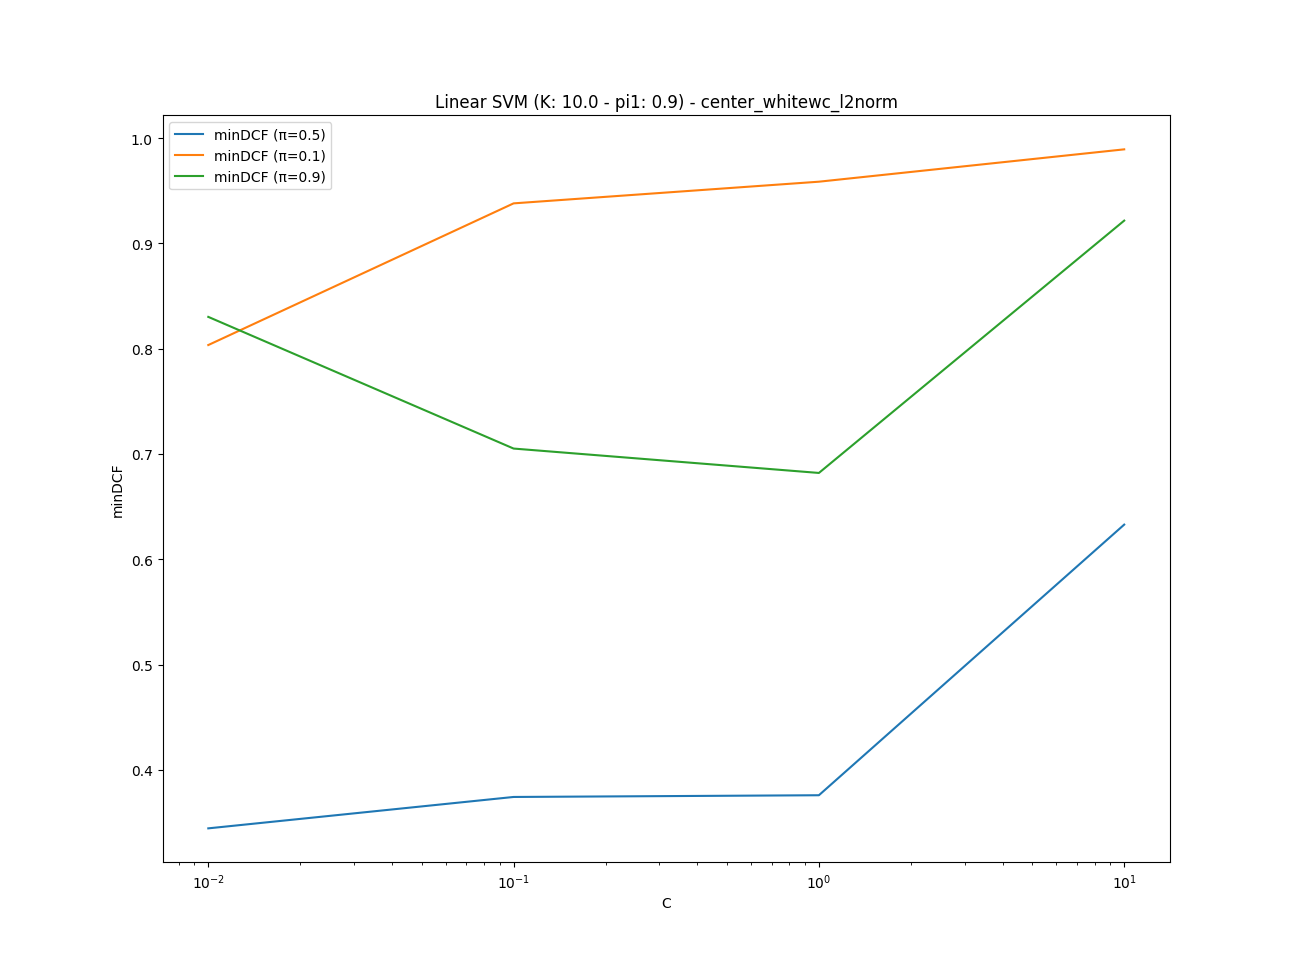 Linear SVM (K: 10.0 - pi1: 0.9) - center_whitewc_l2norm
minDCF (π=0.5)
minDCF (π=0.1)
minDCF (π=0.9)
1.0
0.9
0.8
0.7
0.6
0.5
0.4
minDCF
10⁻² 10⁻¹ 10⁰ 10¹
C